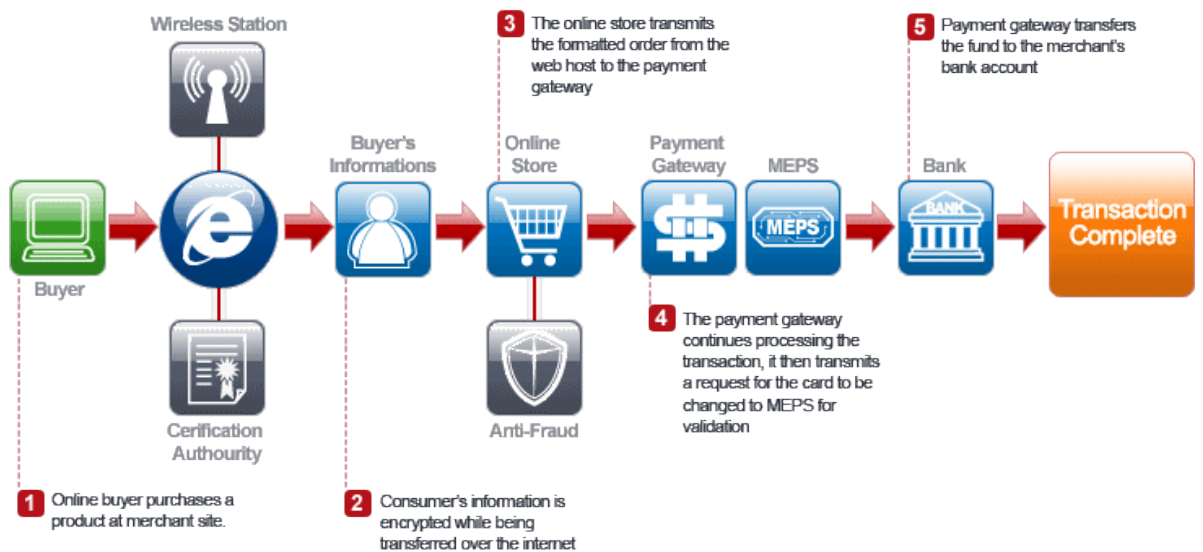 Wireless Station
3 The online store transmits
the formatted order from the
web host to the payment
gateway
5 Payment gateway transfers
the fund to the merchant's
bank account
Buyer's
Informations
Online
Store
Payment
Gateway
MEPS
Bank
BANK
MEPS
Transaction
Complete
Buyer
4 The payment gateway
continues processing the
transaction, it then transmits
a request for the card to be
changed to MEPS for
validation
Cerification
Authourity
Anti-Fraud
1 Online buyer purchases a
product at merchant site.
2 Consumer's information is
encrypted while being
transferred over the internet